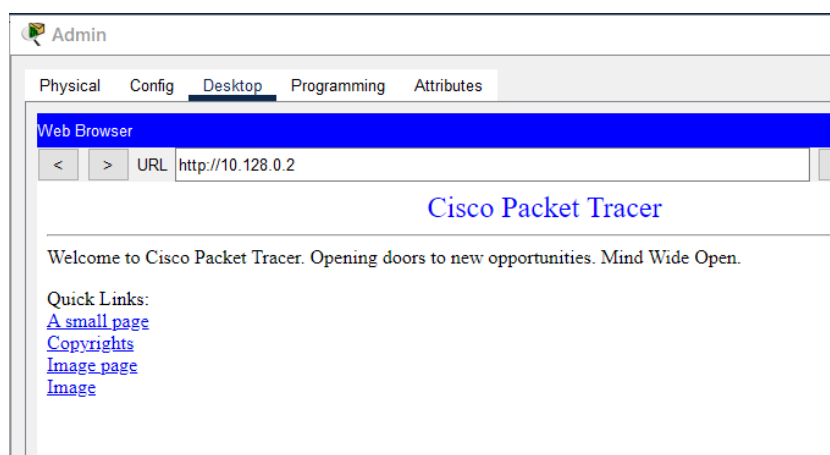 Admin
Physical Config Desktop Programming Attributes
Web Browser
< > URL http://10.128.0.2
Cisco Packet Tracer
Welcome to Cisco Packet Tracer. Opening doors to new opportunities. Mind Wide Open.
Quick Links:
A small page
Copyrights
Image page
Image